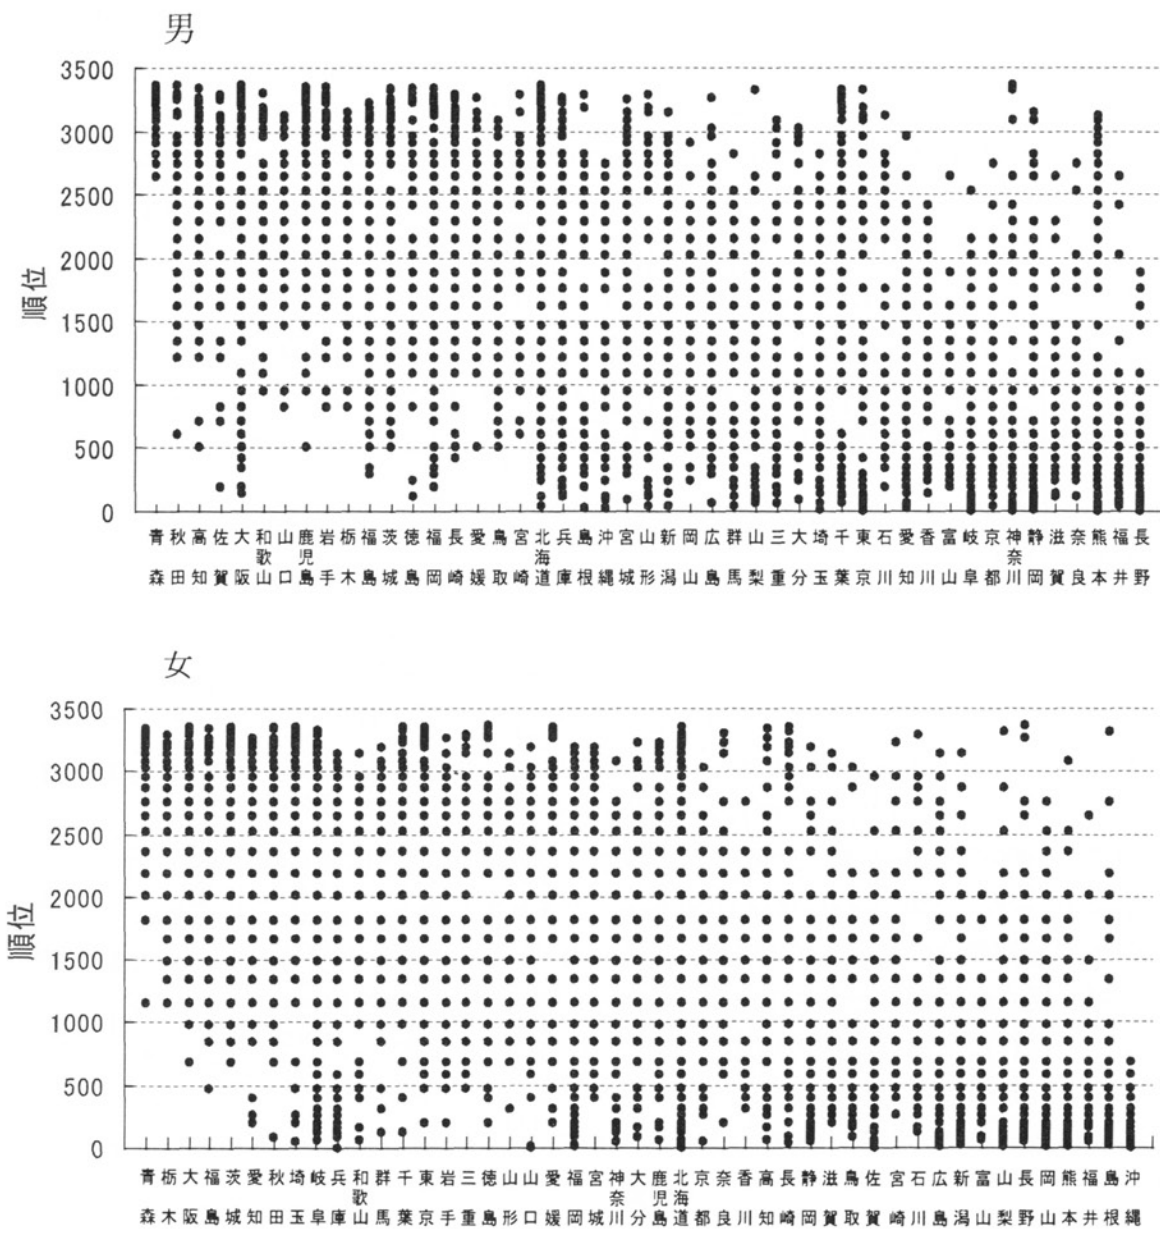 男
3500
3000
2500
2000
1500
1000
500
0
順位
青森 秋田 高知 佐賀 大阪 和歌山 山口 鹿児島 岩手 栃木 福島 茨城 徳島 福岡 長崎 愛媛 鳥取 宮崎 北海道 兵庫 島根 沖縄 宮城 山形 新潟 岡山 広島 群馬 山梨 三重 大分 埼玉 千葉 東京 石川 愛知 香川 富山 岐阜 京都 神奈川 静岡 滋賀 奈良 熊本 福井 長野
女
3500
3000
2500
2000
1500
1000
500
0
順位
青森 栃木 大阪 福島 茨城 愛知 秋田 埼玉 岐阜 兵庫 和歌山 群馬 千葉 東京 岩手 三重 徳島 山形 山口 愛媛 福岡 宮城 神奈川 大分 鹿児島 北海道 京都 奈良 香川 高知 長崎 静岡 滋賀 鳥取 佐賀 宮崎 石川 広島 新潟 富山 山梨 長野 岡山 熊本 福井 島根 沖縄